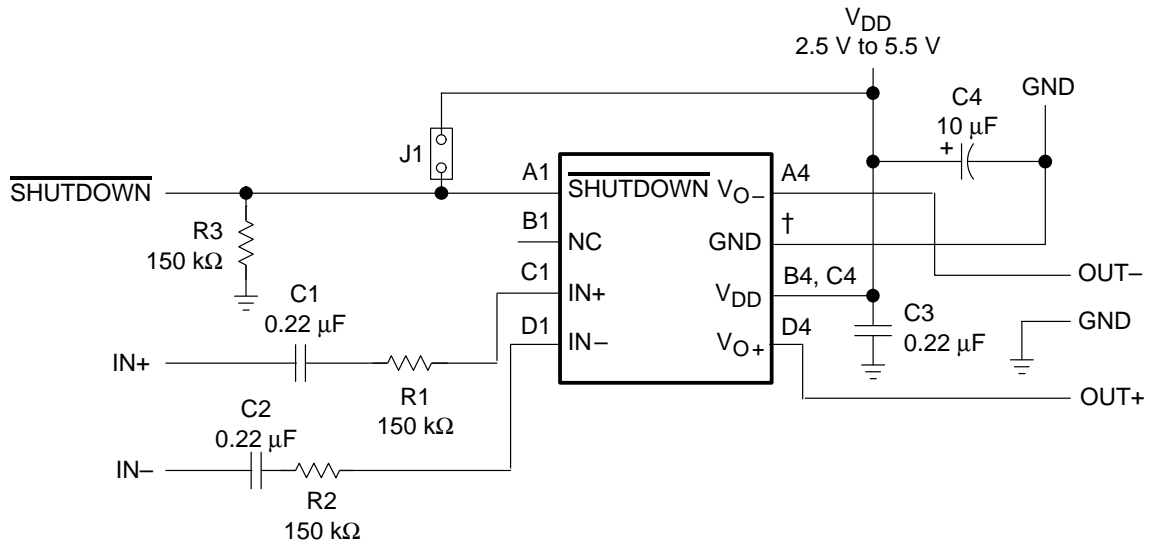 VDD
2.5 V to 5.5 V
C4
10 μF
+
GND
J1
SHUTDOWN
R3
150 kΩ
A1
SHUTDOWN
VO–
A4
B1
NC
GND
†
C1
IN+
VDD
B4, C4
D1
IN–
VO+
D4
OUT–
C3
0.22 μF
GND
OUT+
C1
0.22 μF
IN+
R1
150 kΩ
C2
0.22 μF
IN–
R2
150 kΩ